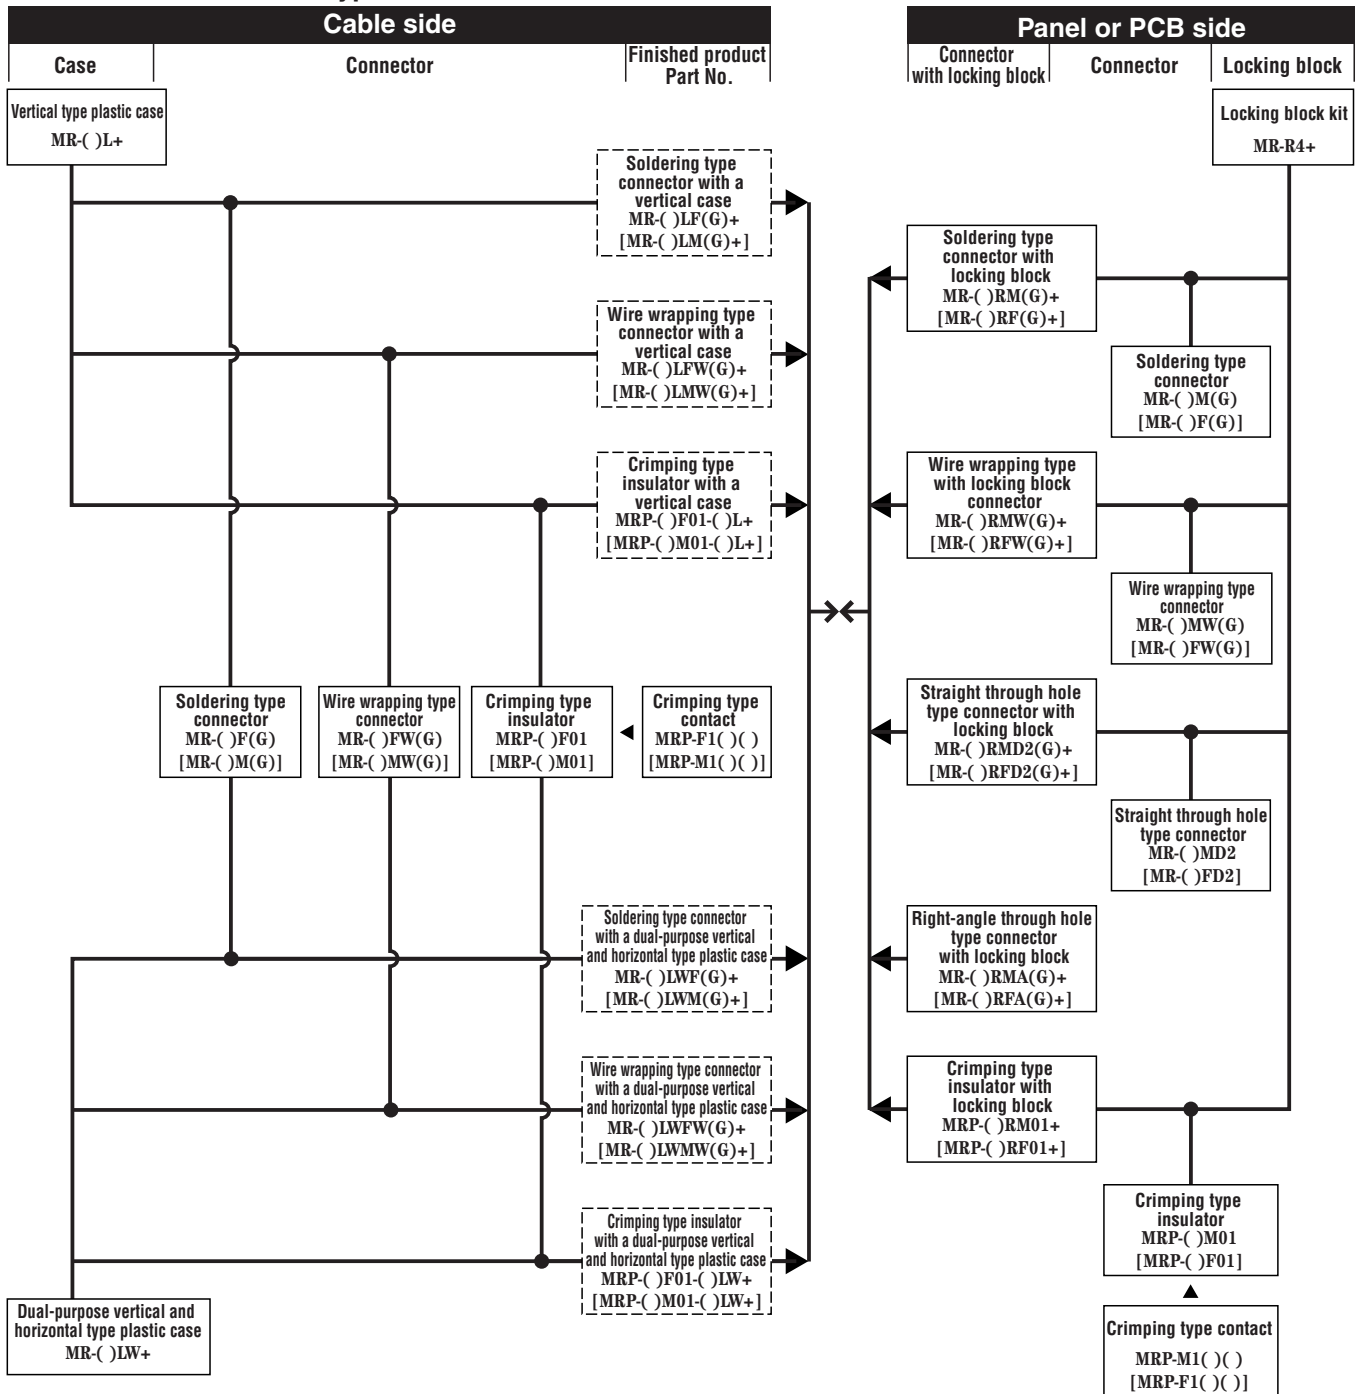 Cable side
Case
Connector
Finished product
Part No.
Vertical type plastic case
MR-( )L+
Soldering type
connector with a
vertical case
MR-( )LF(G)+
[MR-( )LM(G)+]
Wire wrapping type
connector with a
vertical case
MR-( )LFW(G)+
[MR-( )LMW(G)+]
Crimping type
insulator with a
vertical case
MRP-( )F01-( )L+
[MRP-( )M01-( )L+]
Soldering type
connector
MR-( )F(G)
[MR-( )M(G)]
Wire wrapping type
connector
MR-( )FW(G)
[MR-( )MW(G)]
Crimping type
insulator
MRP-( )F01
[MRP-( )M01]
Crimping type
contact
MRP-F1( )( )
[MRP-M1( )( )]
Soldering type connector
with a dual-purpose vertical
and horizontal type plastic case
MR-( )LWF(G)+
[MR-( )LWM(G)+]
Wire wrapping type connector
with a dual-purpose vertical
and horizontal type plastic case
MR-( )LWFW(G)+
[MR-( )LWMW(G)+]
Crimping type insulator
with a dual-purpose vertical
and horizontal type plastic case
MRP-( )F01-( )LW+
[MRP-( )M01-( )LW+]
Dual-purpose vertical and
horizontal type plastic case
MR-( )LW+
Panel or PCB side
Connector
with locking block
Connector
Locking block
Locking block kit
MR-R4+
Soldering type
connector with
locking block
MR-( )RM(G)+
[MR-( )RF(G)+]
Soldering type
connector
MR-( )M(G)
[MR-( )F(G)]
Wire wrapping type
with locking block
connector
MR-( )RMW(G)+
[MR-( )RFW(G)+]
Wire wrapping type
connector
MR-( )MW(G)
[MR-( )FW(G)]
Straight through hole
type connector with
locking block
MR-( )RMD2(G)+
[MR-( )RFD2(G)+]
Straight through hole
type connector
MR-( )MD2
[MR-( )FD2]
Right-angle through hole
type connector
with locking block
MR-( )RMA(G)+
[MR-( )RFA(G)+]
Crimping type
insulator with
locking block
MRP-( )RM01+
[MRP-( )RF01+]
Crimping type
insulator
MRP-( )M01
[MRP-( )F01]
Crimping type contact
MRP-M1( )( )
[MRP-F1( )( )]